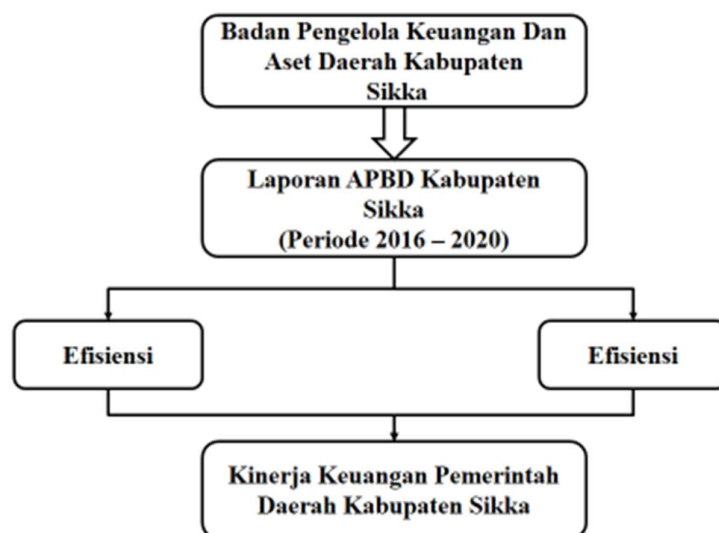 Badan Pengelola Keuangan Dan
Aset Daerah Kabupaten
Sikka
Laporan APBD Kabupaten
Sikka
(Periode 2016 – 2020)
Efisiensi
Efisiensi
Kinerja Keuangan Pemerintah
Daerah Kabupaten Sikka